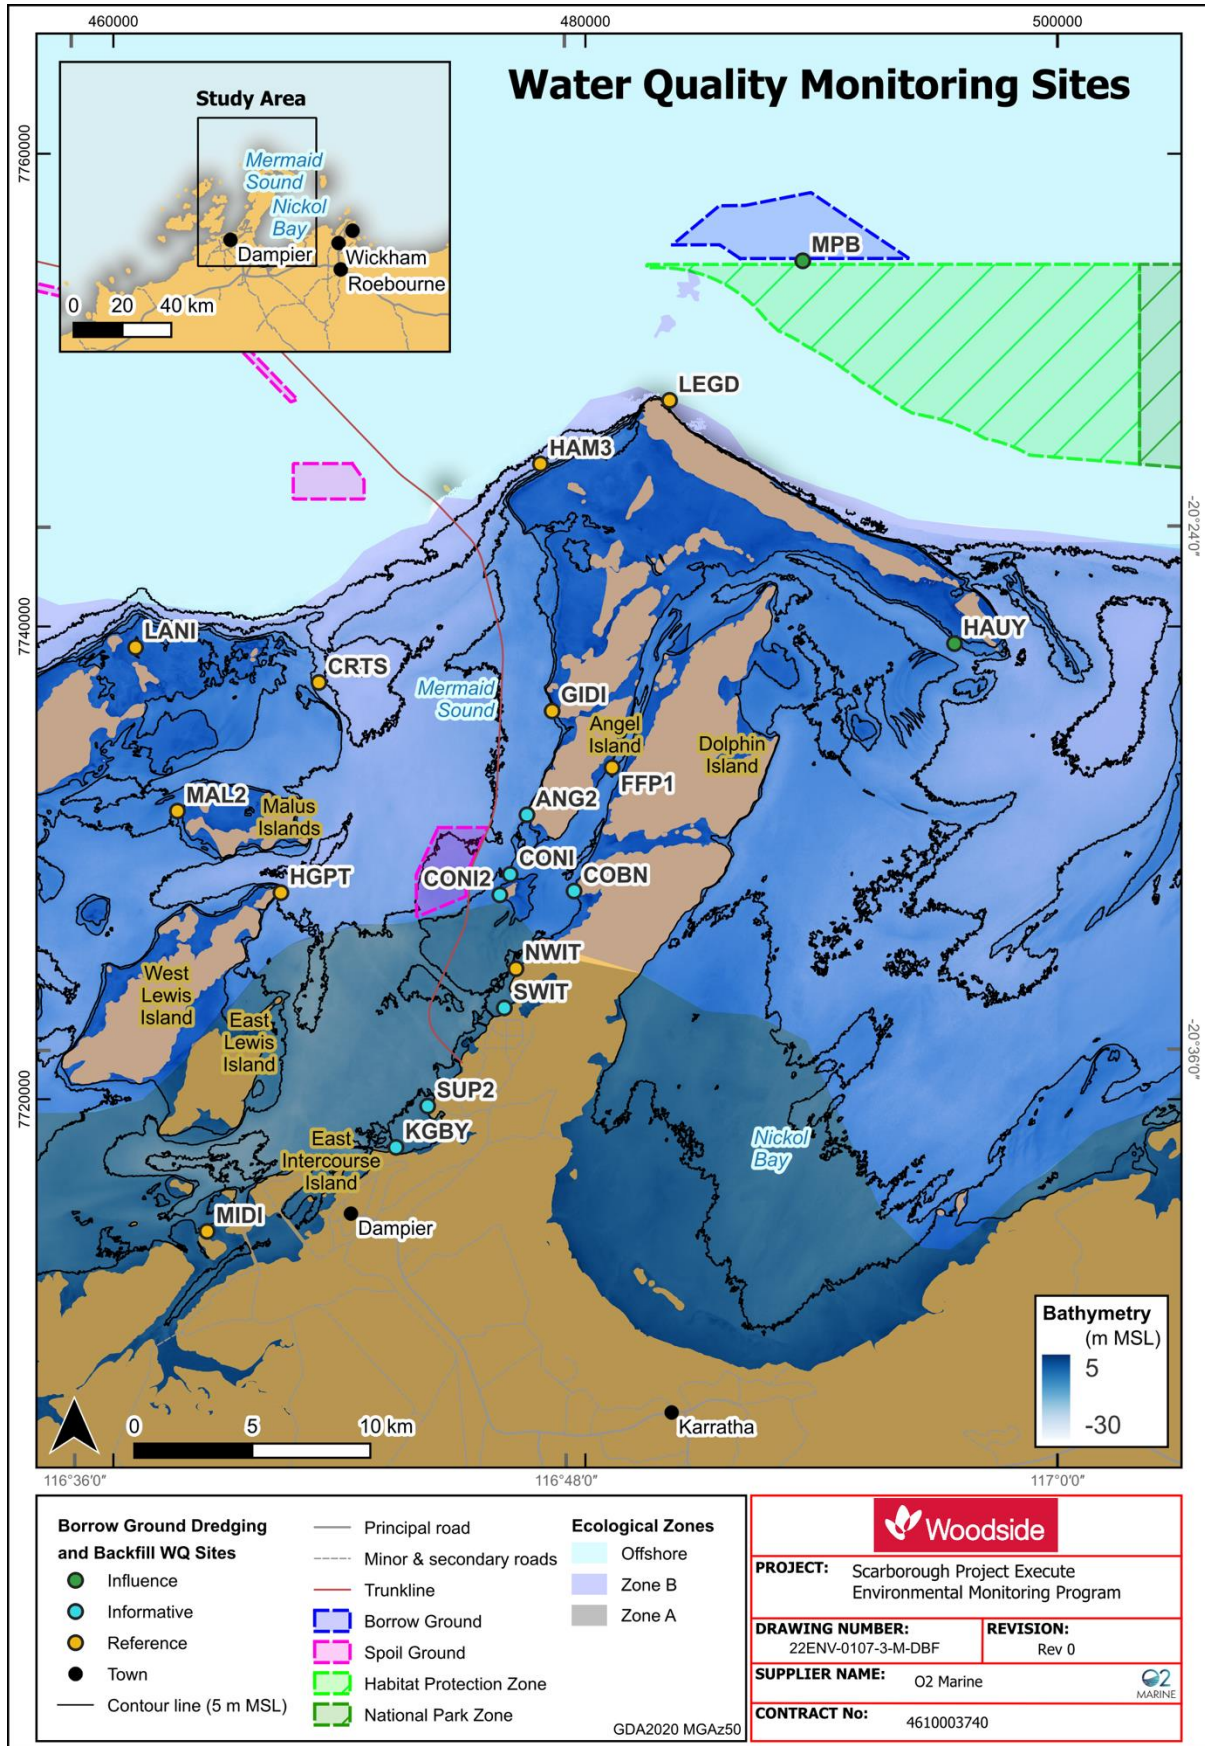 460000
480000
500000
Water Quality Monitoring Sites
Study Area
Mermaid
Sound
Nickol
Bay
Dampier
Wickham
Roebourne
0 20 40 km
7760000
7740000
7720000
-20°24'0"
-20°36'0"
MPB
LEGD
HAM3
HAUY
LANI
CRTS
Mermaid
Sound
GIDI
Angel
Island
Dolphin
Island
FFP1
MAL2
Malus
Islands
ANG2
HGPT
CONI
CONI2
COBN
NWIT
SWIT
West
Lewis
Island
East
Lewis
Island
SUP2
KGBY
East
Intercourse
Island
Nickol
Bay
MIDI
Dampier
Karratha
Bathymetry
(m MSL)
5
-30
0 5 10 km
116°36'0"
116°48'0"
117°0'0"
Borrow Ground Dredging
and Backfill WQ Sites
Influence
Informative
Reference
Town
Contour line (5 m MSL)
Principal road
Minor & secondary roads
Trunkline
Borrow Ground
Spoil Ground
Habitat Protection Zone
National Park Zone
Ecological Zones
Offshore
Zone B
Zone A
GDA2020 MGAz50
Woodside
PROJECT: Scarborough Project Execute
Environmental Monitoring Program
DRAWING NUMBER:
22ENV-0107-3-M-DBF
REVISION:
Rev 0
SUPPLIER NAME: O2 Marine
O2
MARINE
CONTRACT No: 4610003740